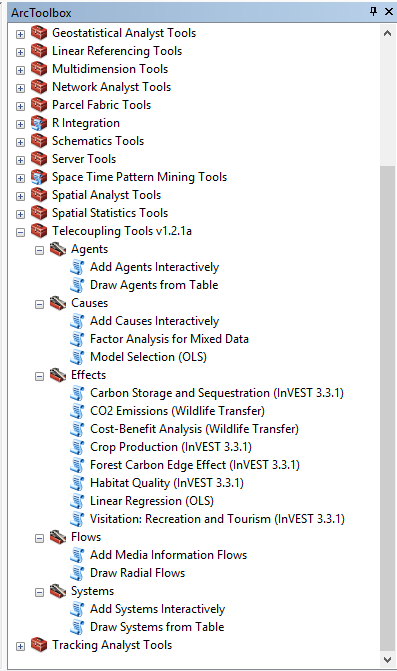 ArcToolbox
Geostatistical Analyst Tools
Linear Referencing Tools
Multidimension Tools
Network Analyst Tools
Parcel Fabric Tools
R Integration
Schematics Tools
Server Tools
Space Time Pattern Mining Tools
Spatial Analyst Tools
Spatial Statistics Tools
Telecoupling Tools v1.2.1a
Agents
Add Agents Interactively
Draw Agents from Table
Causes
Add Causes Interactively
Factor Analysis for Mixed Data
Model Selection (OLS)
Effects
Carbon Storage and Sequestration (InVEST 3.3.1)
CO2 Emissions (Wildlife Transfer)
Cost-Benefit Analysis (Wildlife Transfer)
Crop Production (InVEST 3.3.1)
Forest Carbon Edge Effect (InVEST 3.3.1)
Habitat Quality (InVEST 3.3.1)
Linear Regression (OLS)
Visitation: Recreation and Tourism (InVEST 3.3.1)
Flows
Add Media Information Flows
Draw Radial Flows
Systems
Add Systems Interactively
Draw Systems from Table
Tracking Analyst Tools